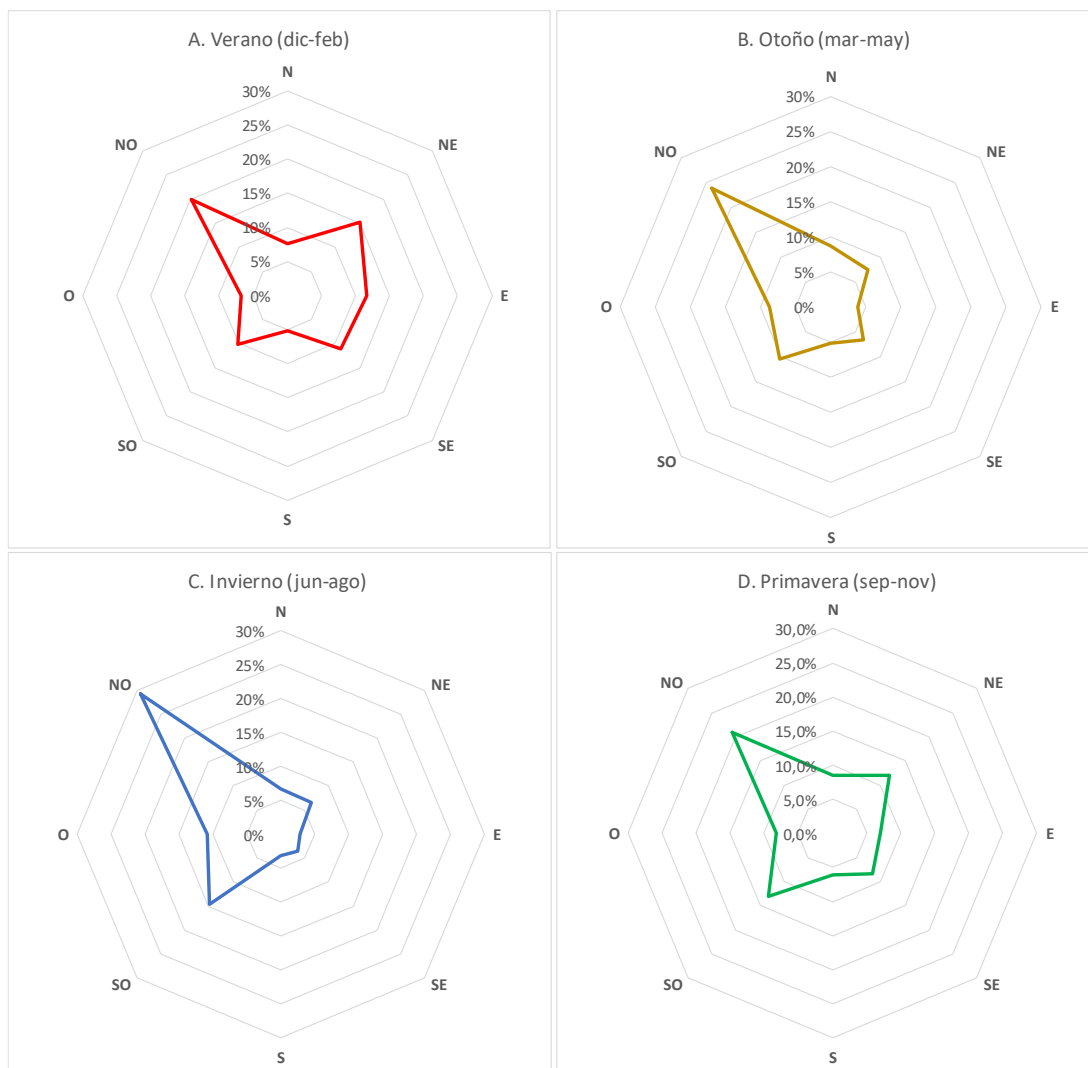 A. Verano (dic-feb)
N
30%
25%
20%
15%
10%
5%
0%
NO
NE
O
E
SO
SE
S
B. Otoño (mar-may)
N
30%
25%
20%
15%
10%
5%
0%
NO
NE
O
E
SO
SE
S
C. Invierno (jun-ago)
N
30%
25%
20%
15%
10%
5%
0%
NO
NE
O
E
SO
SE
S
D. Primavera (sep-nov)
N
30,0%
25,0%
20,0%
15,0%
10,0%
5,0%
0,0%
NO
NE
O
E
SO
SE
S